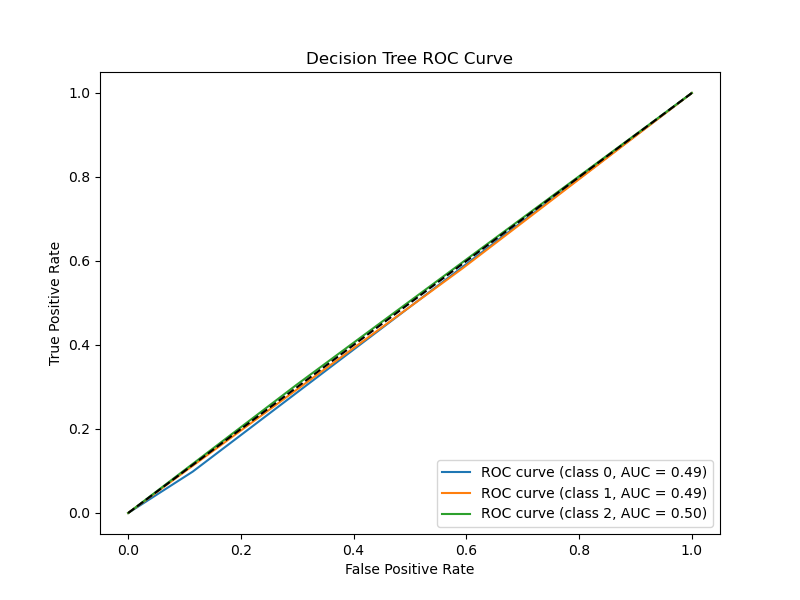 Decision Tree ROC Curve
True Positive Rate
1.0
0.8
0.6
0.4
0.2
0.0
ROC curve (class 0, AUC = 0.49)
ROC curve (class 1, AUC = 0.49)
ROC curve (class 2, AUC = 0.50)
0.0 0.2 0.4 0.6 0.8 1.0
False Positive Rate